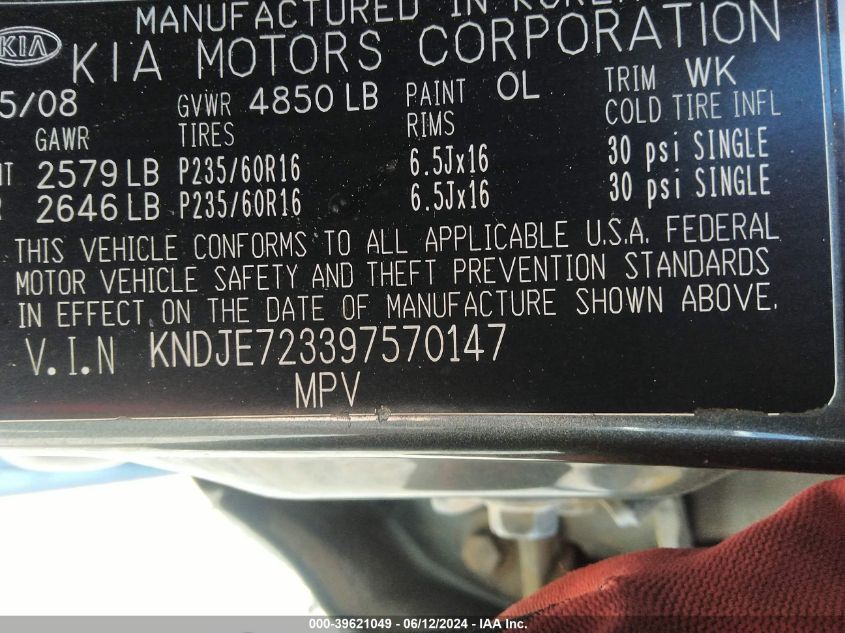 MANUFACTURED IN KOREA
KIA KIA MOTORS CORPORATION
5/08 GVWR 4850 LB PAINT OL TRIM WK
GAWR TIRES RIMS COLD TIRE INFL
NT 2579 LB P235/60R16 6.5Jx16 30 psi SINGLE
R 2646 LB P235/60R16 6.5Jx16 30 psi SINGLE
THIS VEHICLE CONFORMS TO ALL APPLICABLE U.S.A. FEDERAL
MOTOR VEHICLE SAFETY AND THEFT PREVENTION STANDARDS
IN EFFECT ON THE DATE OF MANUFACTURE SHOWN ABOVE.
V.I.N KNDJE723397570147
MPV
000-39621049 - 06/12/2024 - IAA Inc.